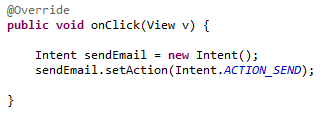 @Override
public void onClick(View v) {
Intent sendEmail = new Intent();
sendEmail.setAction(Intent.ACTION_SEND);
}